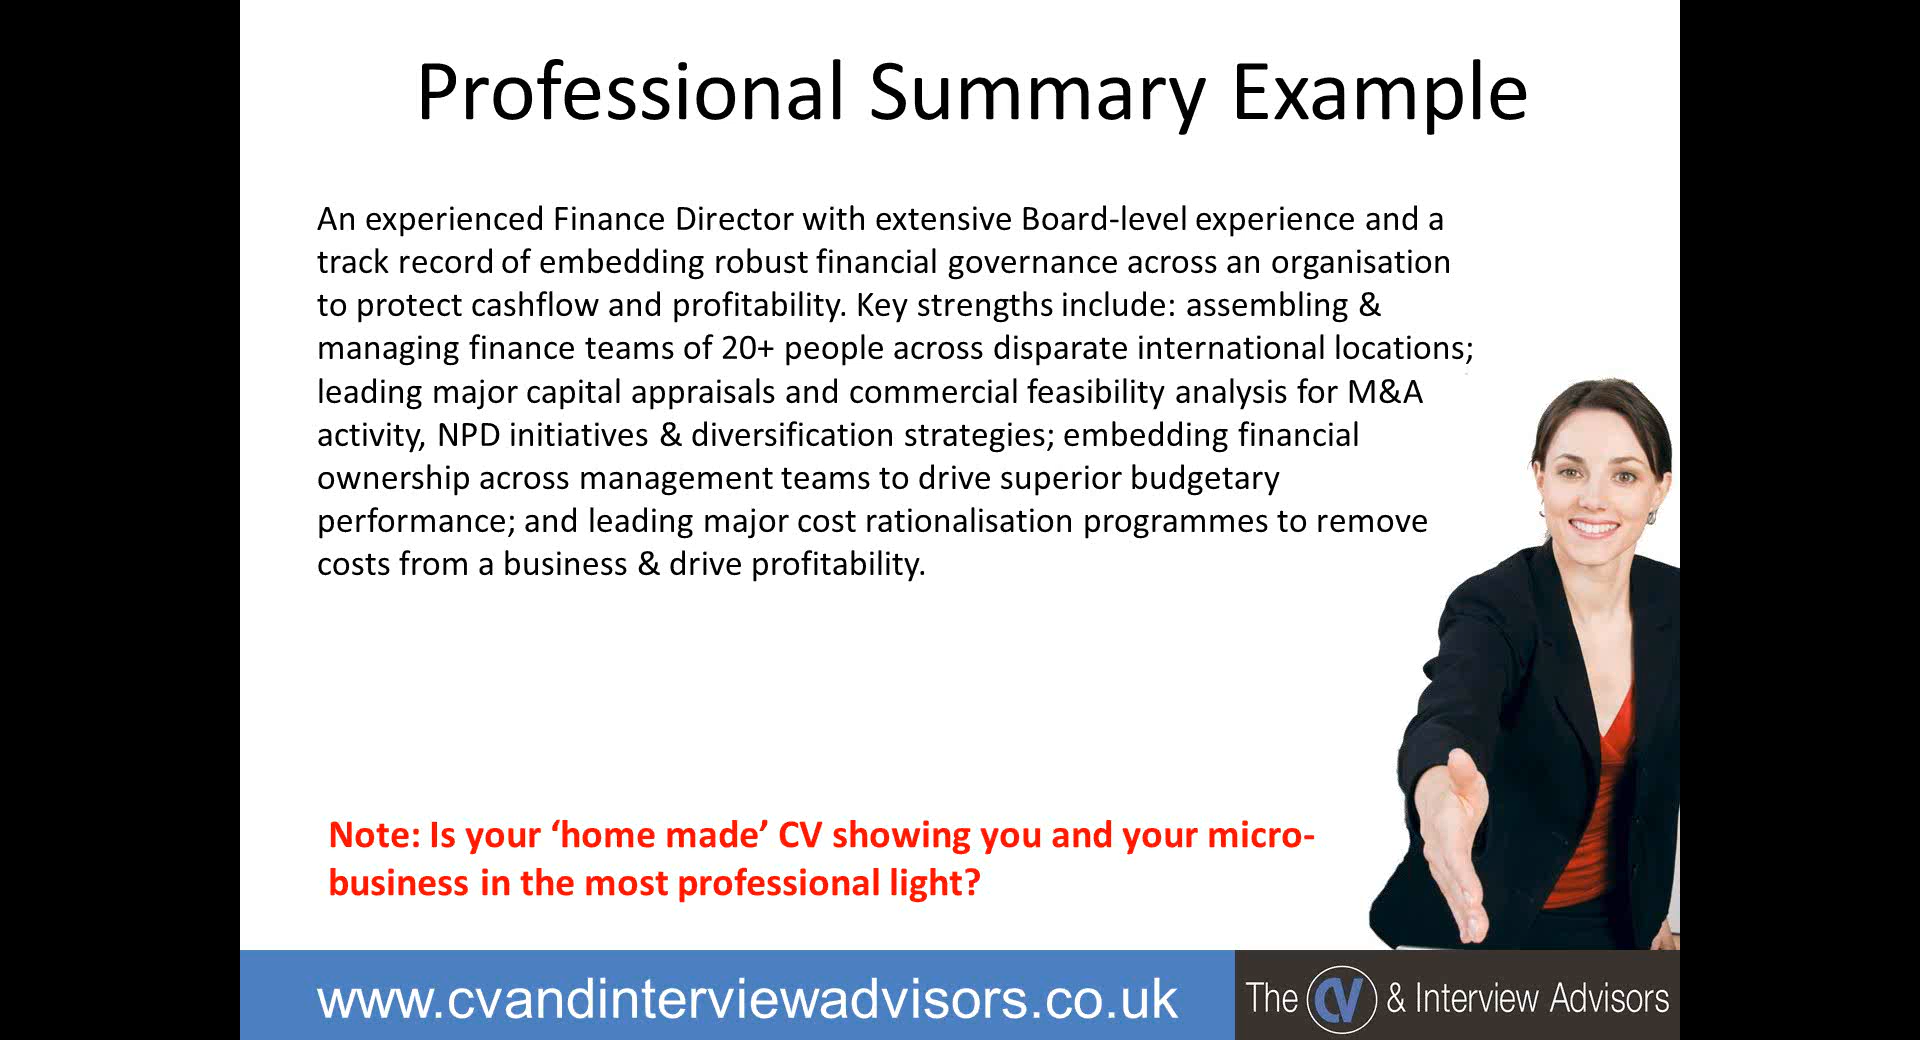 Professional Summary Example
An experienced Finance Director with extensive Board-level experience and a
track record of embedding robust financial governance across an organisation
to protect cashflow and profitability. Key strengths include: assembling &
managing finance teams of 20+ people across disparate international locations;
leading major capital appraisals and commercial feasibility analysis for M&A
activity, NPD initiatives & diversification strategies; embedding financial
ownership across management teams to drive superior budgetary
performance; and leading major cost rationalisation programmes to remove
costs from a business & drive profitability.
Note: Is your ‘home made’ CV showing you and your micro-
business in the most professional light?
www.cvandinterviewadvisors.co.uk
The CV & Interview Advisors